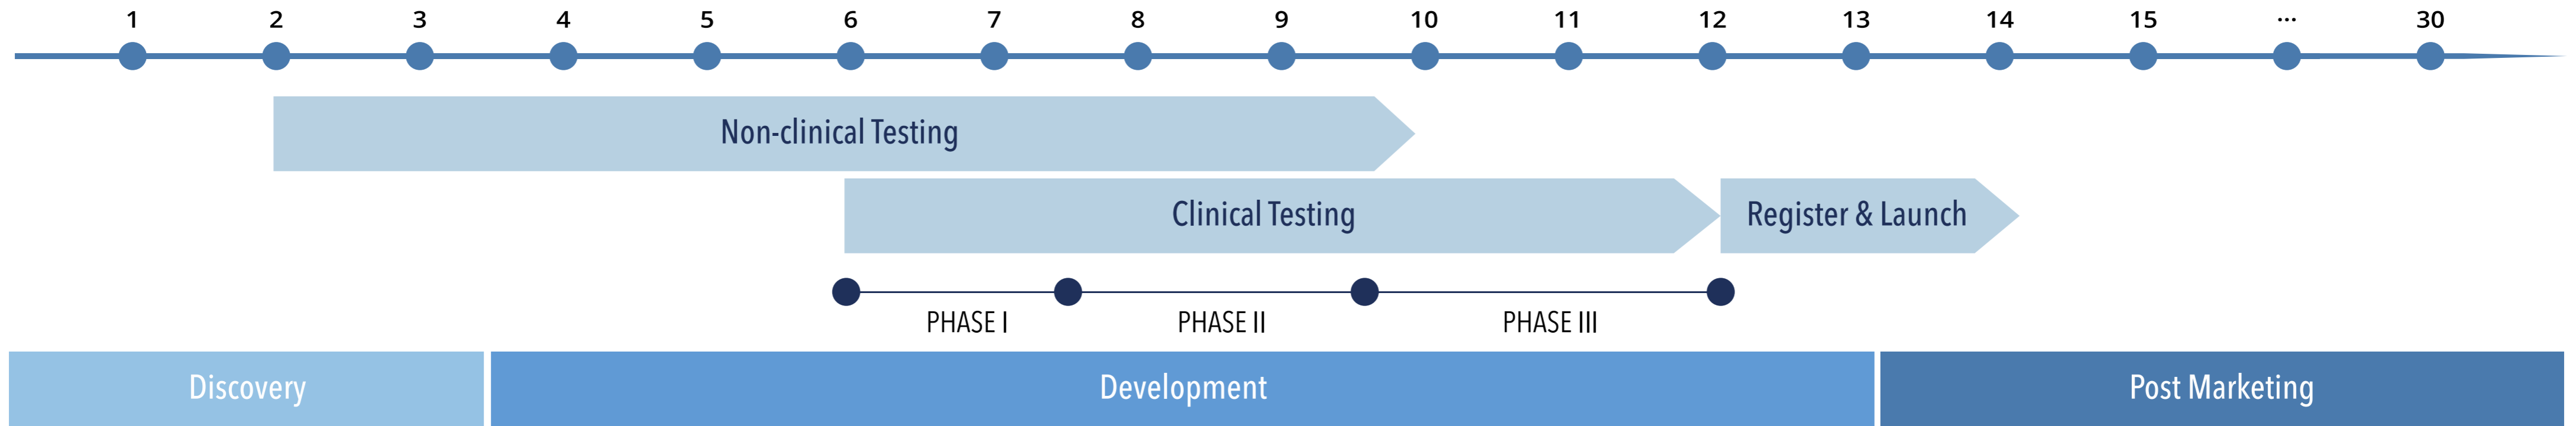 1 2 3 4 5 6 7 8 9 10 11 12 13 14 15 ... 30
Non-clinical Testing
Clinical Testing Register & Launch
PHASE I PHASE II PHASE III
Discovery Development Post Marketing